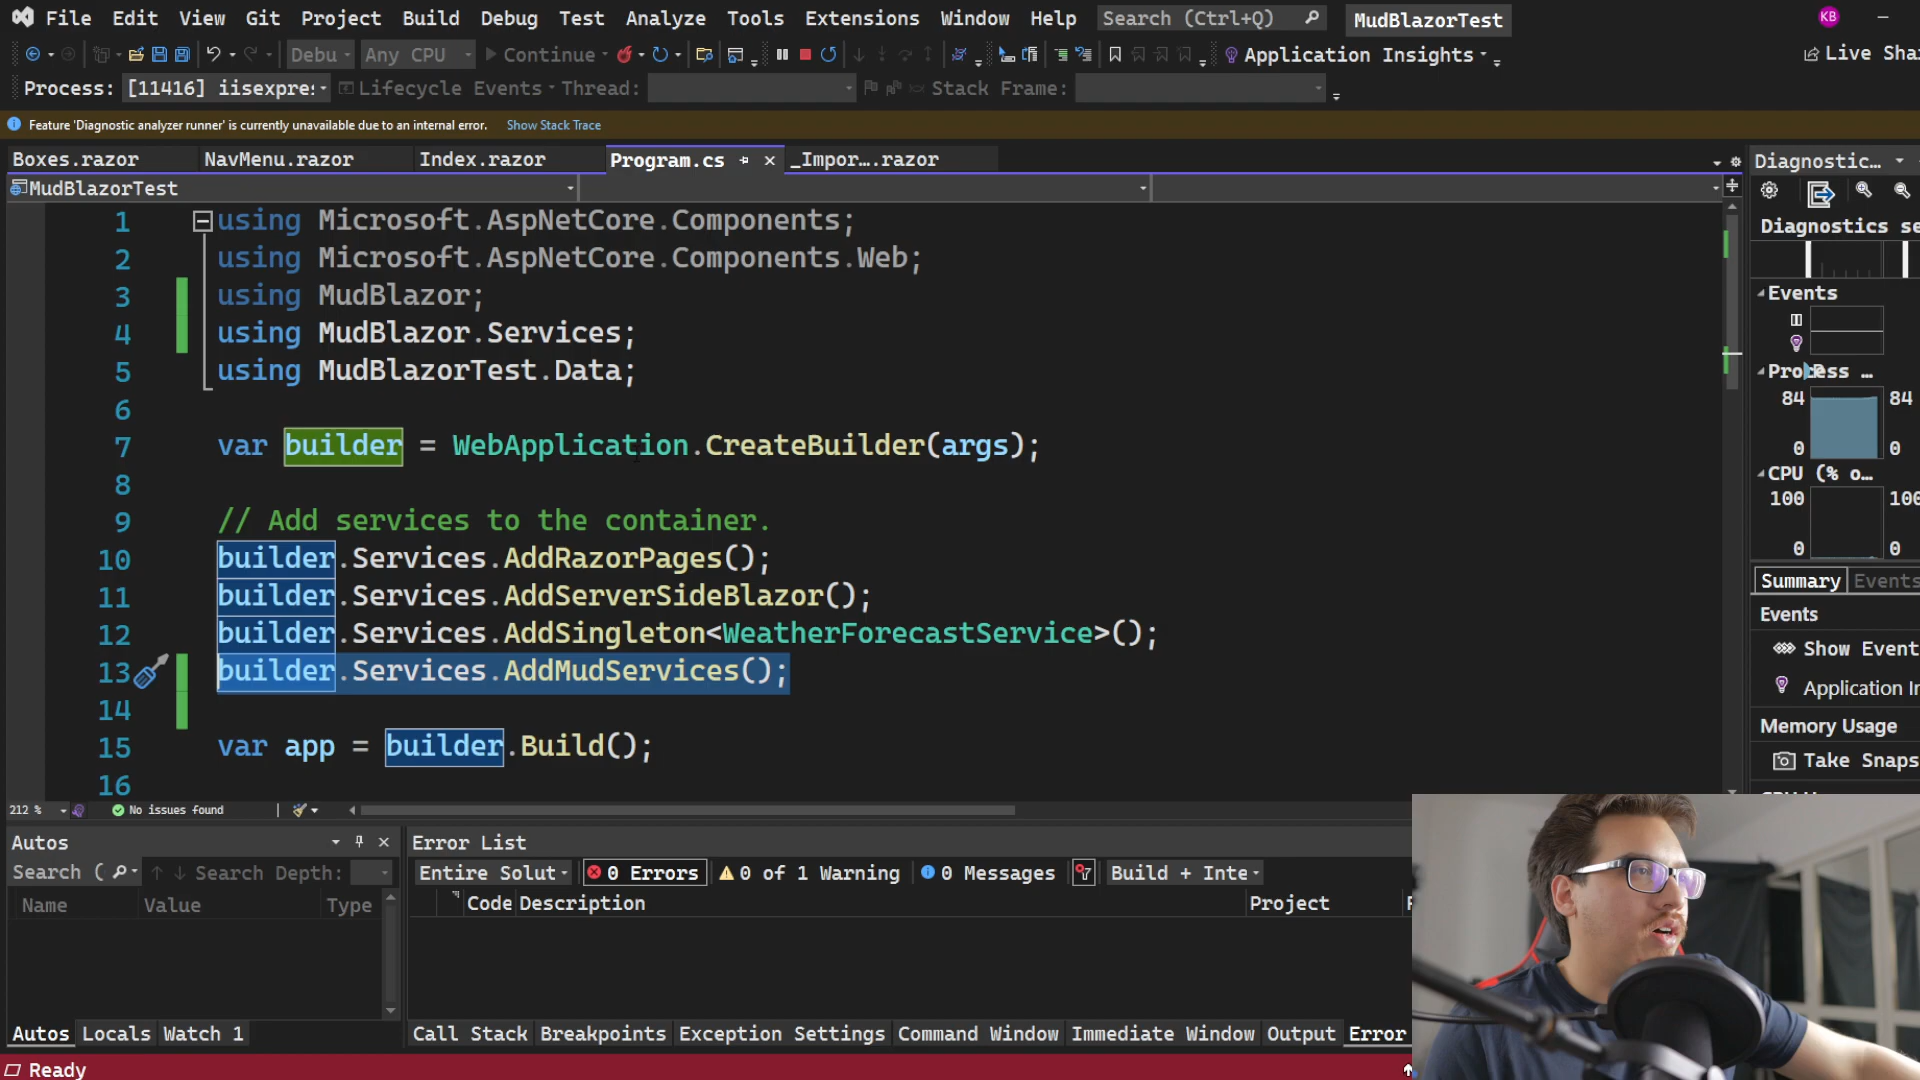 File Edit View Git Project Build Debug Test Analyze Tools Extensions Window Help Search (Ctrl+Q) MudBlazorTest KB
Debu Any CPU Continue Application Insights Live Sha
Process: [11416] iisexpres Lifecycle Events Thread: Stack Frame:
Feature 'Diagnostic analyzer runner' is currently unavailable due to an internal error. Show Stack Trace
Boxes.razor NavMenu.razor Index.razor Program.cs _Impor….razor
MudBlazorTest
1 using Microsoft.AspNetCore.Components;
2 using Microsoft.AspNetCore.Components.Web;
3 using MudBlazor;
4 using MudBlazor.Services;
5 using MudBlazorTest.Data;
6
7 var builder = WebApplication.CreateBuilder(args);
8
9 // Add services to the container.
10 builder.Services.AddRazorPages();
11 builder.Services.AddServerSideBlazor();
12 builder.Services.AddSingleton<WeatherForecastService>();
13 builder.Services.AddMudServices();
14
15 var app = builder.Build();
16
212 % No issues found
Diagnostic...
Diagnostics se
Events
Process ...
84 84
0 0
CPU (% o...
100 100
0 0
Summary Events
Events
Show Event
Application In
Memory Usage
Take Snaps
Autos
Search ( Search Depth:
Name Value Type
Autos Locals Watch 1
Error List
Entire Solut 0 Errors 0 of 1 Warning 0 Messages Build + Inte
Code Description Project
Call Stack Breakpoints Exception Settings Command Window Immediate Window Output Error
Ready